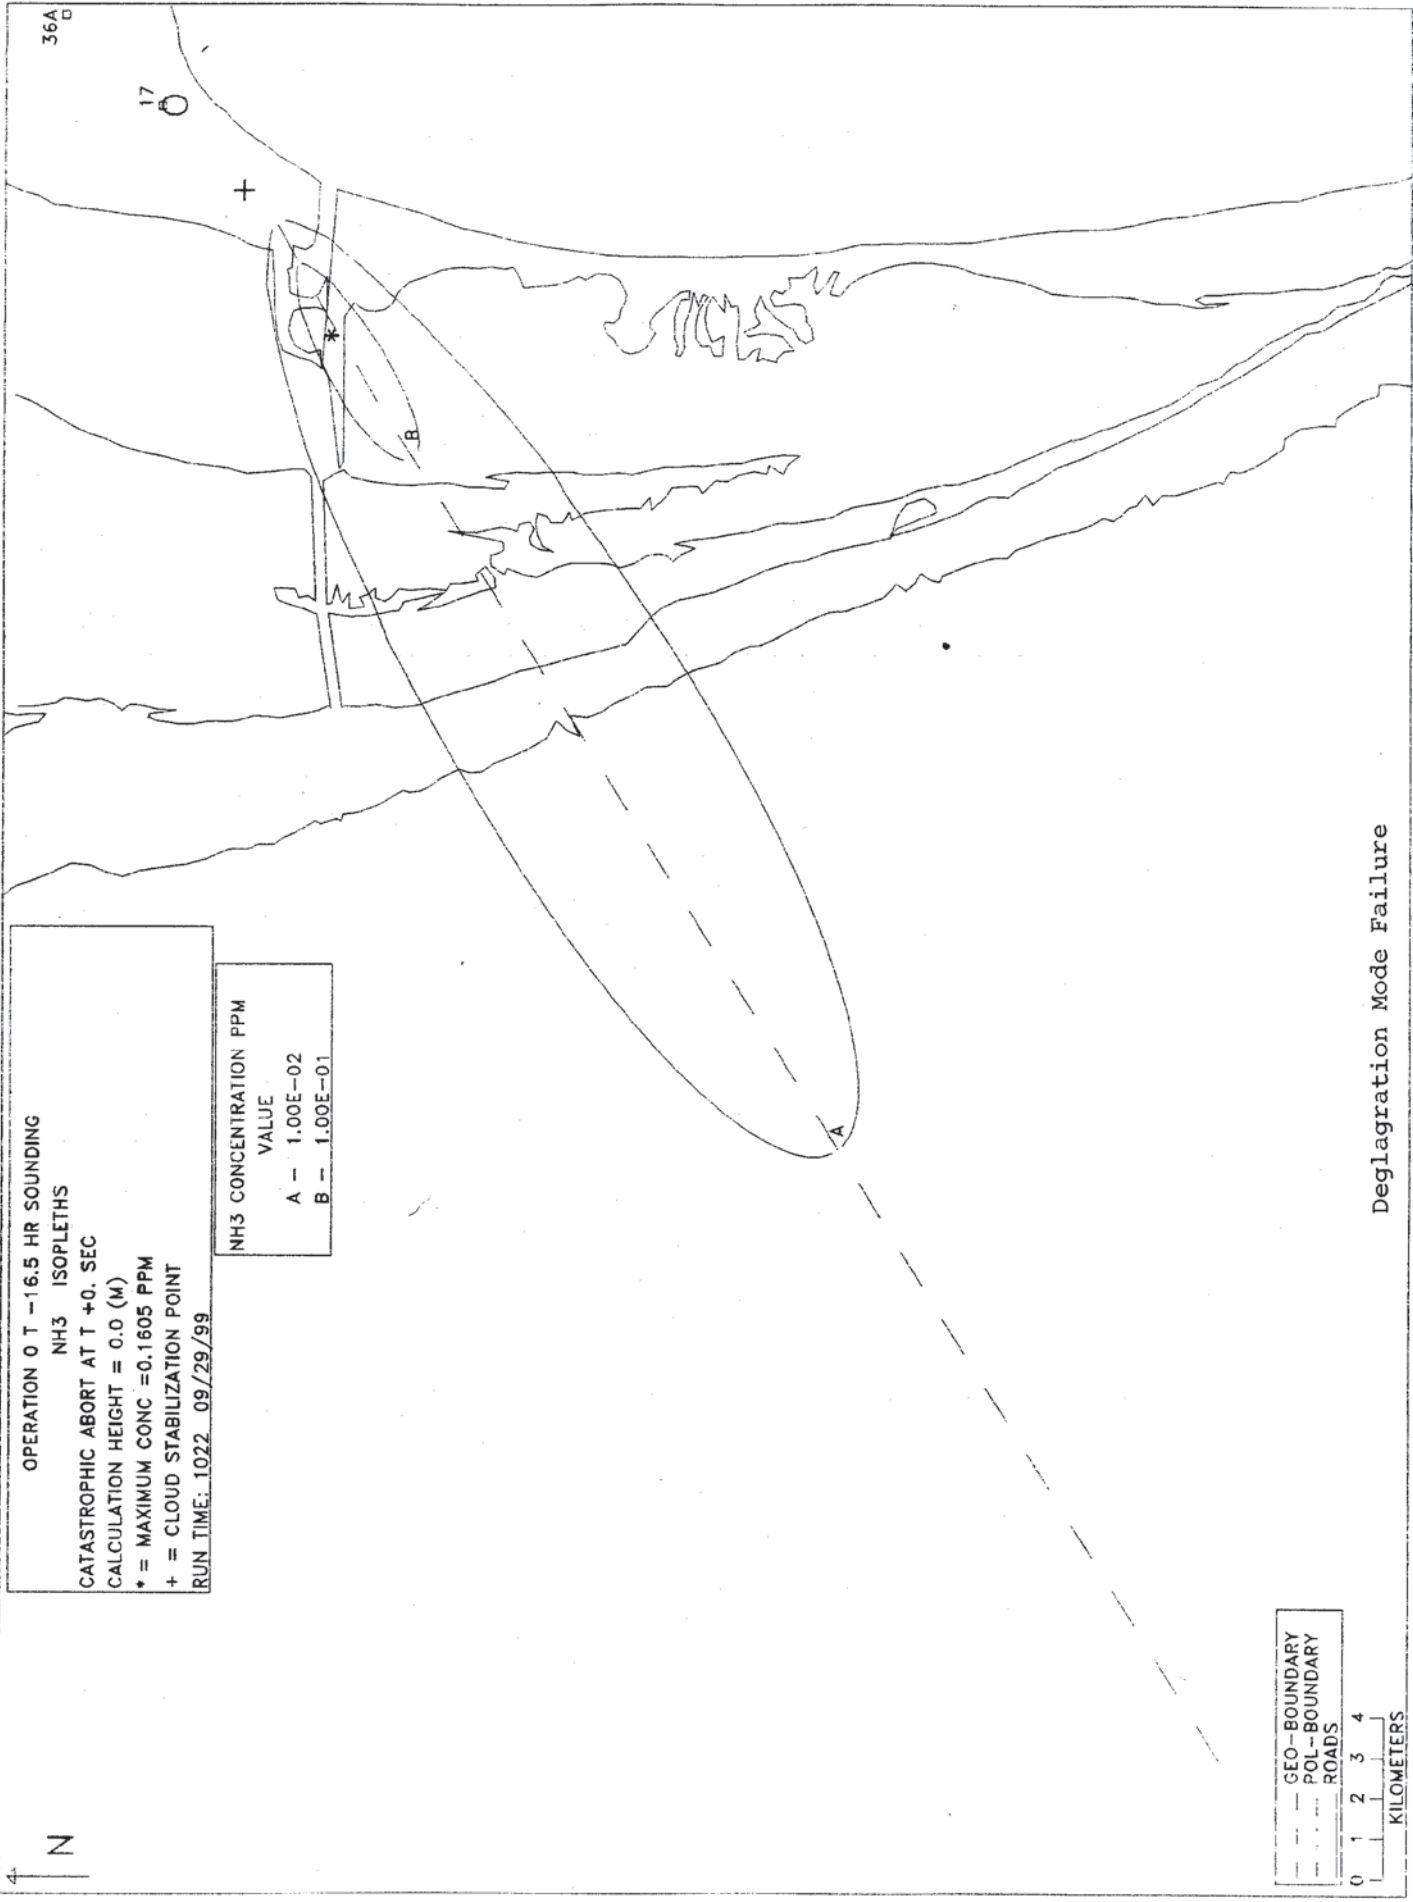 36A
17
+
*
B
A
OPERATION 0 T -16.5 HR SOUNDING
NH3 ISOPLETHS
CATASTROPHIC ABORT AT T +0. SEC
CALCULATION HEIGHT = 0.0 (M)
* = MAXIMUM CONC =0.1605 PPM
+ = CLOUD STABILIZATION POINT
RUN TIME: 1022 09/29/99
NH3 CONCENTRATION PPM
VALUE
A - 1.00E-02
B - 1.00E-01
N
GEO-BOUNDARY
POL-BOUNDARY
ROADS
0 1 2 3 4
KILOMETERS
Deglagration Mode Failure